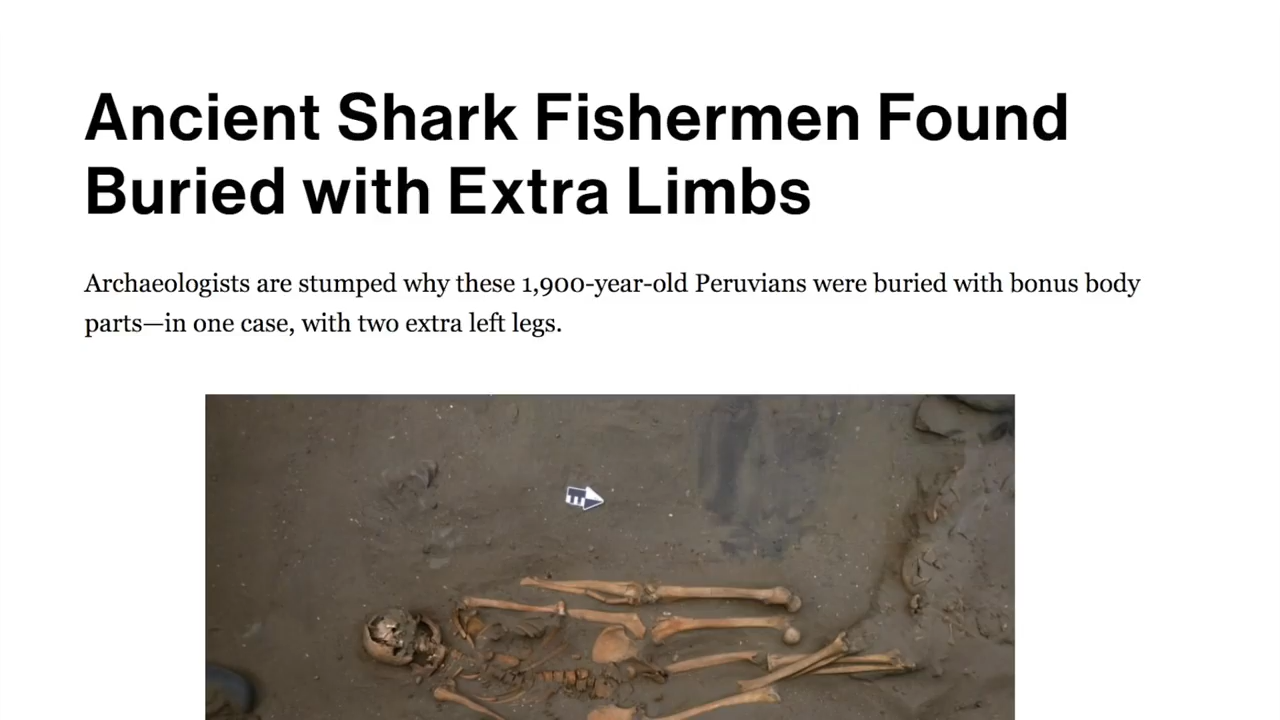 Ancient Shark Fishermen Found
Buried with Extra Limbs
Archaeologists are stumped why these 1,900-year-old Peruvians were buried with bonus body
parts—in one case, with two extra left legs.